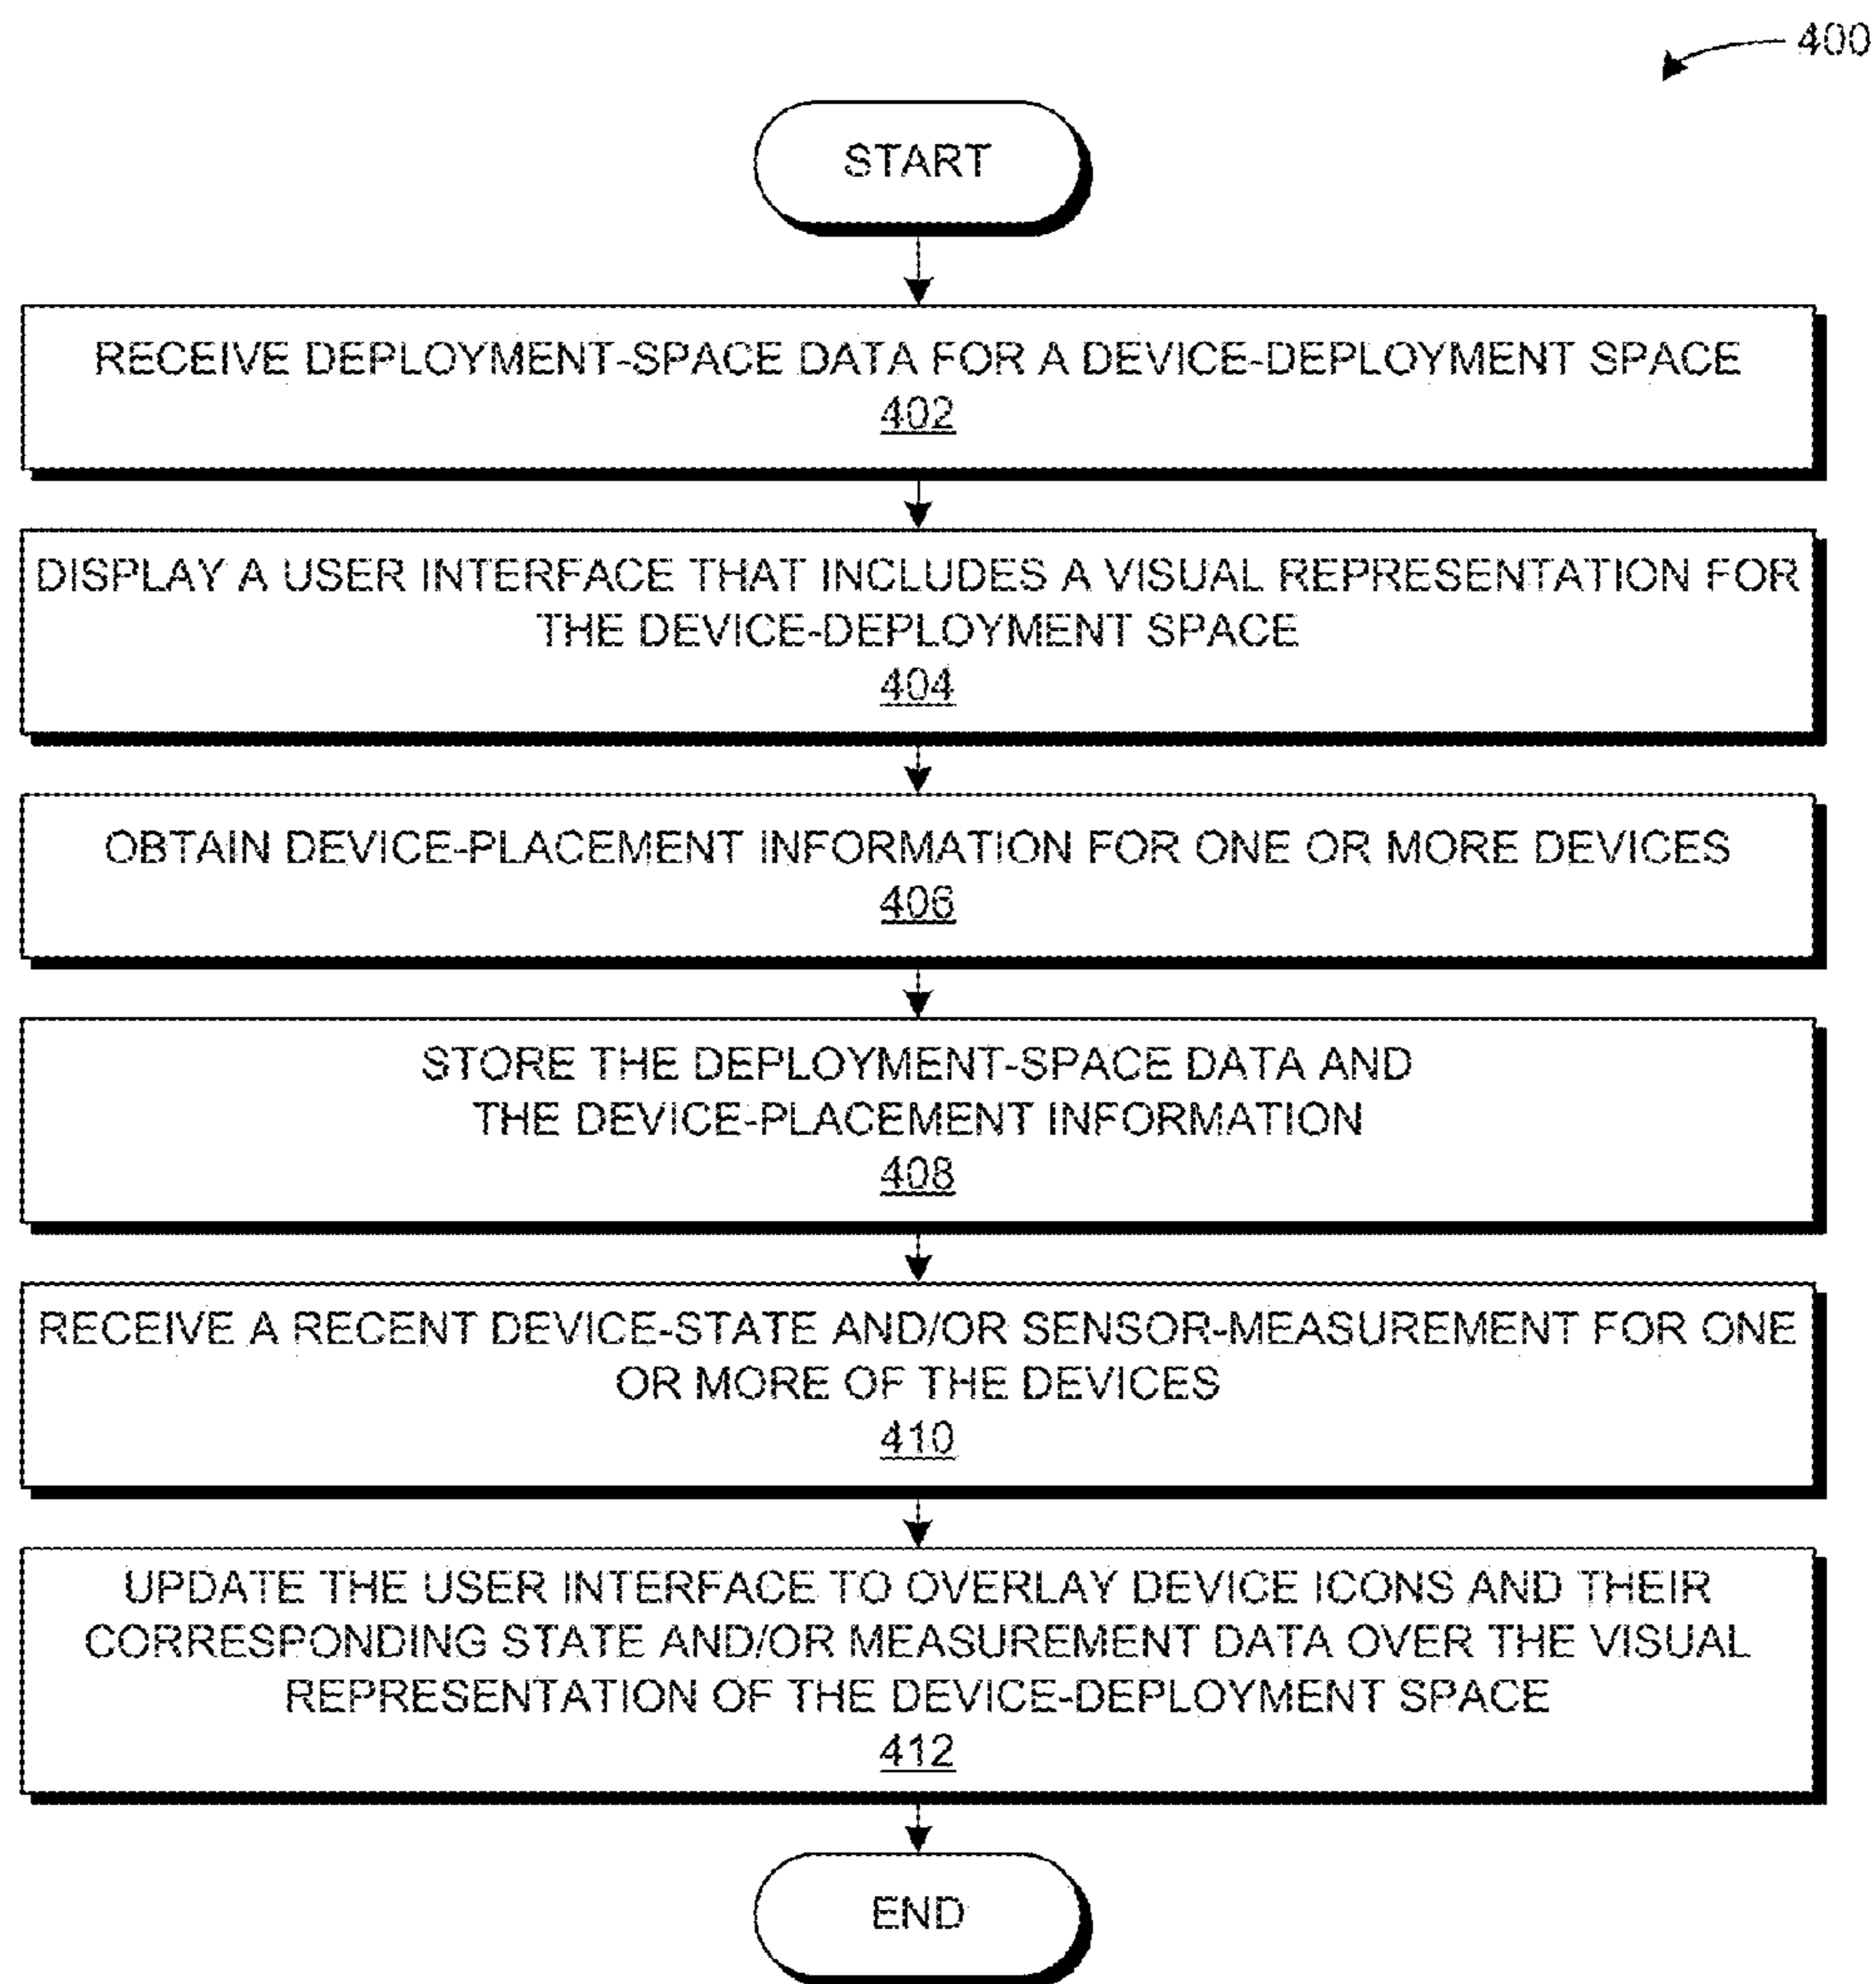 400
START
RECEIVE DEPLOYMENT-SPACE DATA FOR A DEVICE-DEPLOYMENT SPACE
402
DISPLAY A USER INTERFACE THAT INCLUDES A VISUAL REPRESENTATION FOR
THE DEVICE-DEPLOYMENT SPACE
404
OBTAIN DEVICE-PLACEMENT INFORMATION FOR ONE OR MORE DEVICES
406
STORE THE DEPLOYMENT-SPACE DATA AND
THE DEVICE-PLACEMENT INFORMATION
408
RECEIVE A RECENT DEVICE-STATE AND/OR SENSOR-MEASUREMENT FOR ONE
OR MORE OF THE DEVICES
410
UPDATE THE USER INTERFACE TO OVERLAY DEVICE ICONS AND THEIR
CORRESPONDING STATE AND/OR MEASUREMENT DATA OVER THE VISUAL
REPRESENTATION OF THE DEVICE-DEPLOYMENT SPACE
412
END